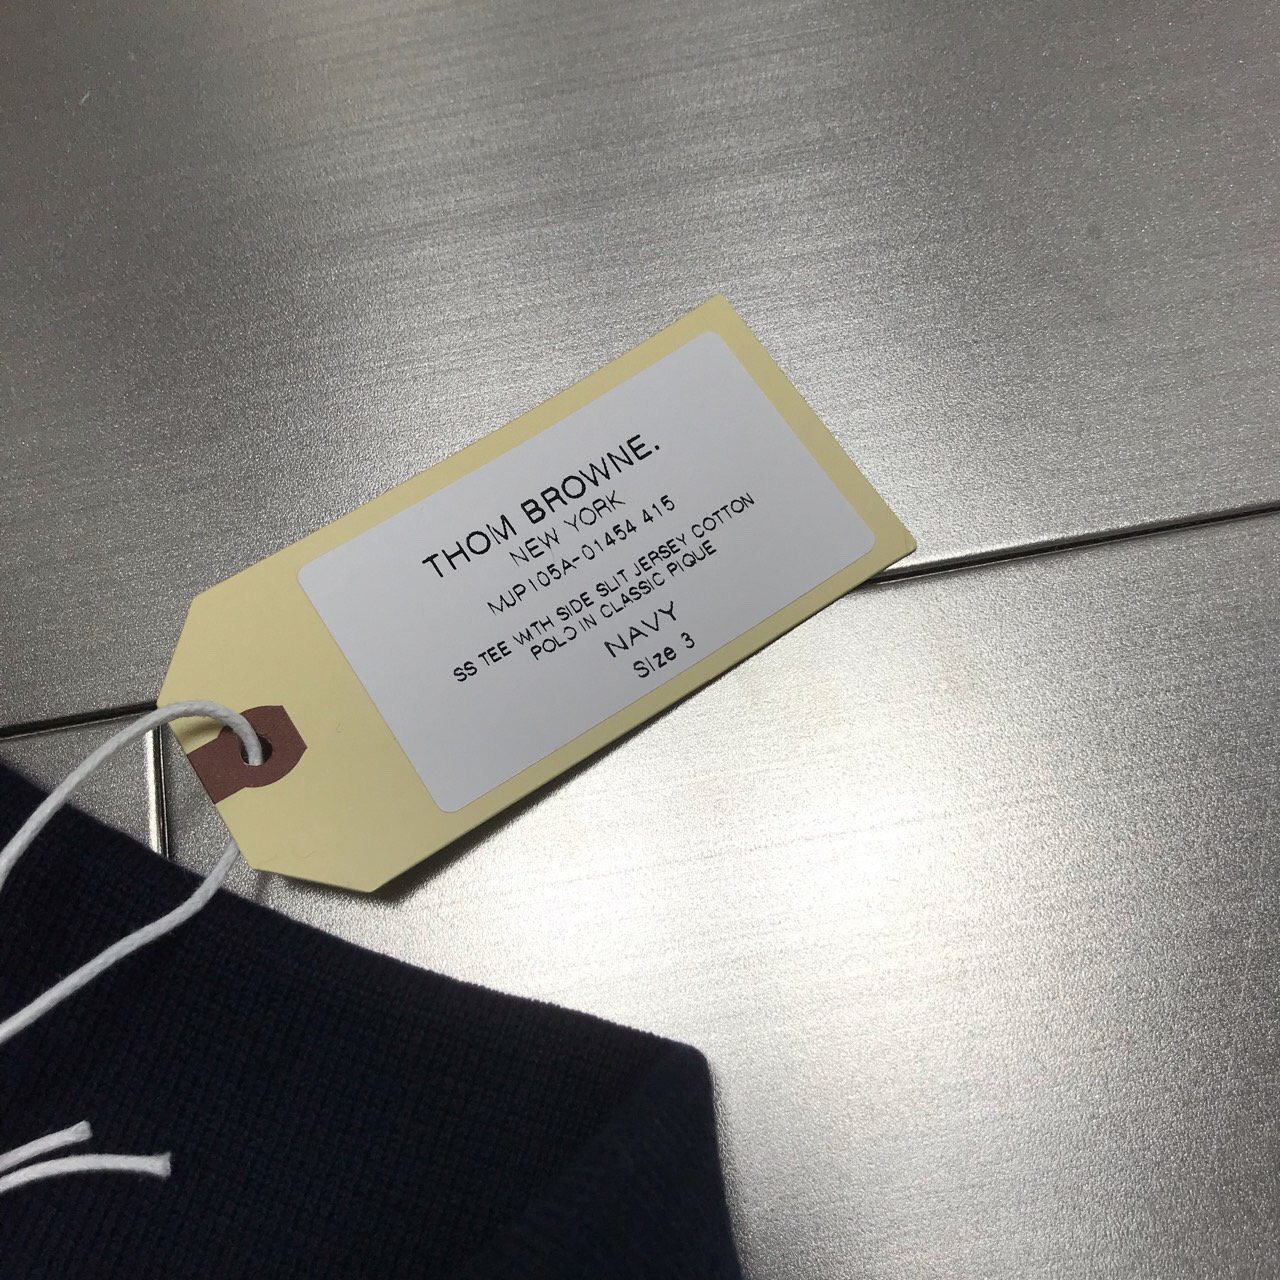 THOM BROWNE.
NEW YORK
MJP105A-01454 415
SS TEE WITH SIDE SLIT JERSEY COTTON
POLO IN CLASSIC PIQUE
NAVY
Size 3